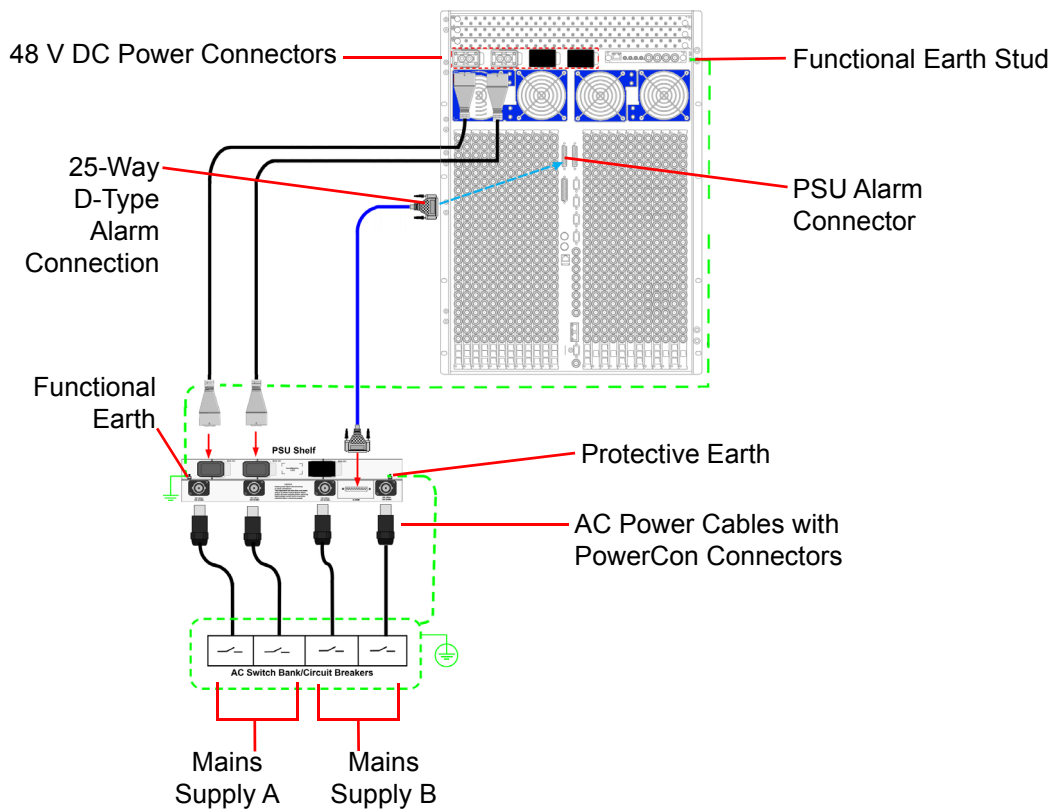 48 V DC Power Connectors
Functional Earth Stud
25-Way
D-Type
Alarm
Connection
PSU Alarm
Connector
Functional
Earth
PSU Shelf
Protective Earth
AC Power Cables with
PowerCon Connectors
AC Switch Bank/Circuit Breakers
Mains
Supply A
Mains
Supply B